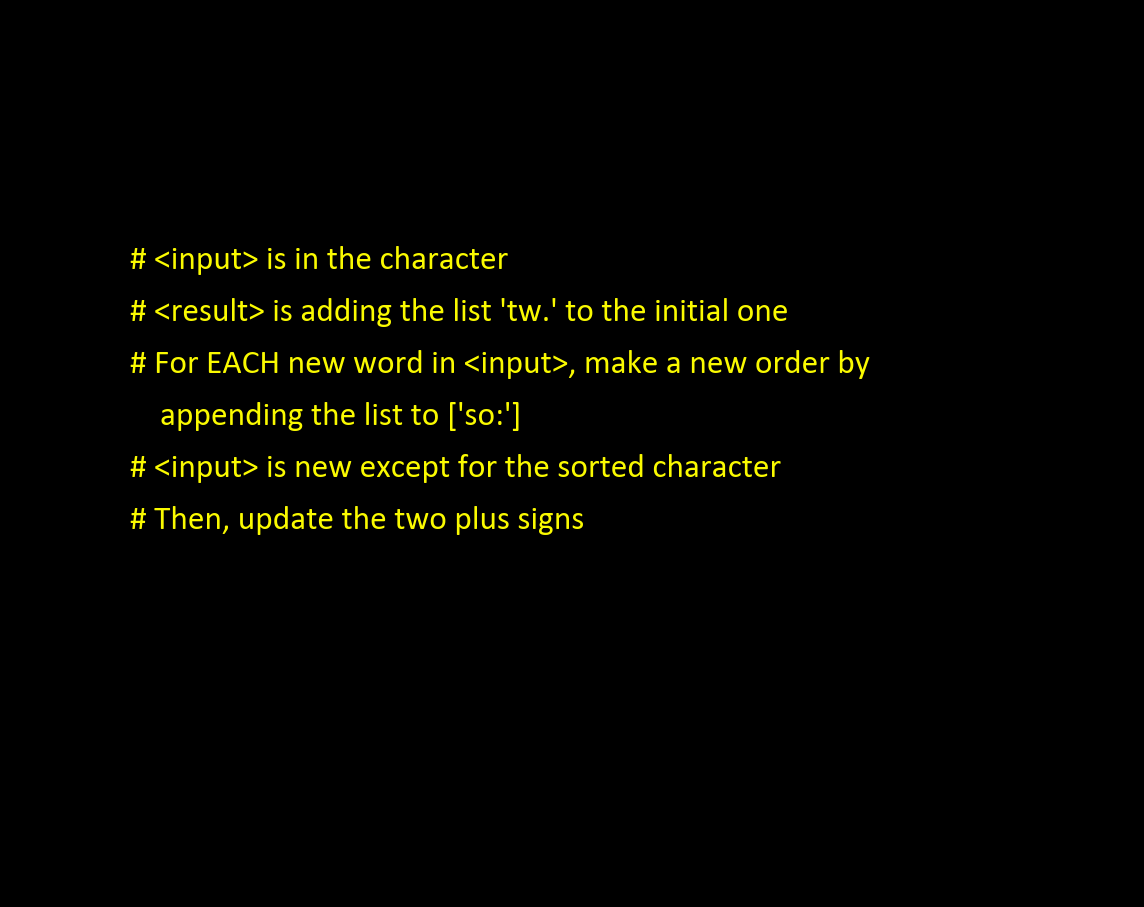 # <input> is in the character
# <result> is adding the list 'tw.' to the initial one
# For EACH new word in <input>, make a new order by
appending the list to ['so:']
# <input> is new except for the sorted character
# Then, update the two plus signs